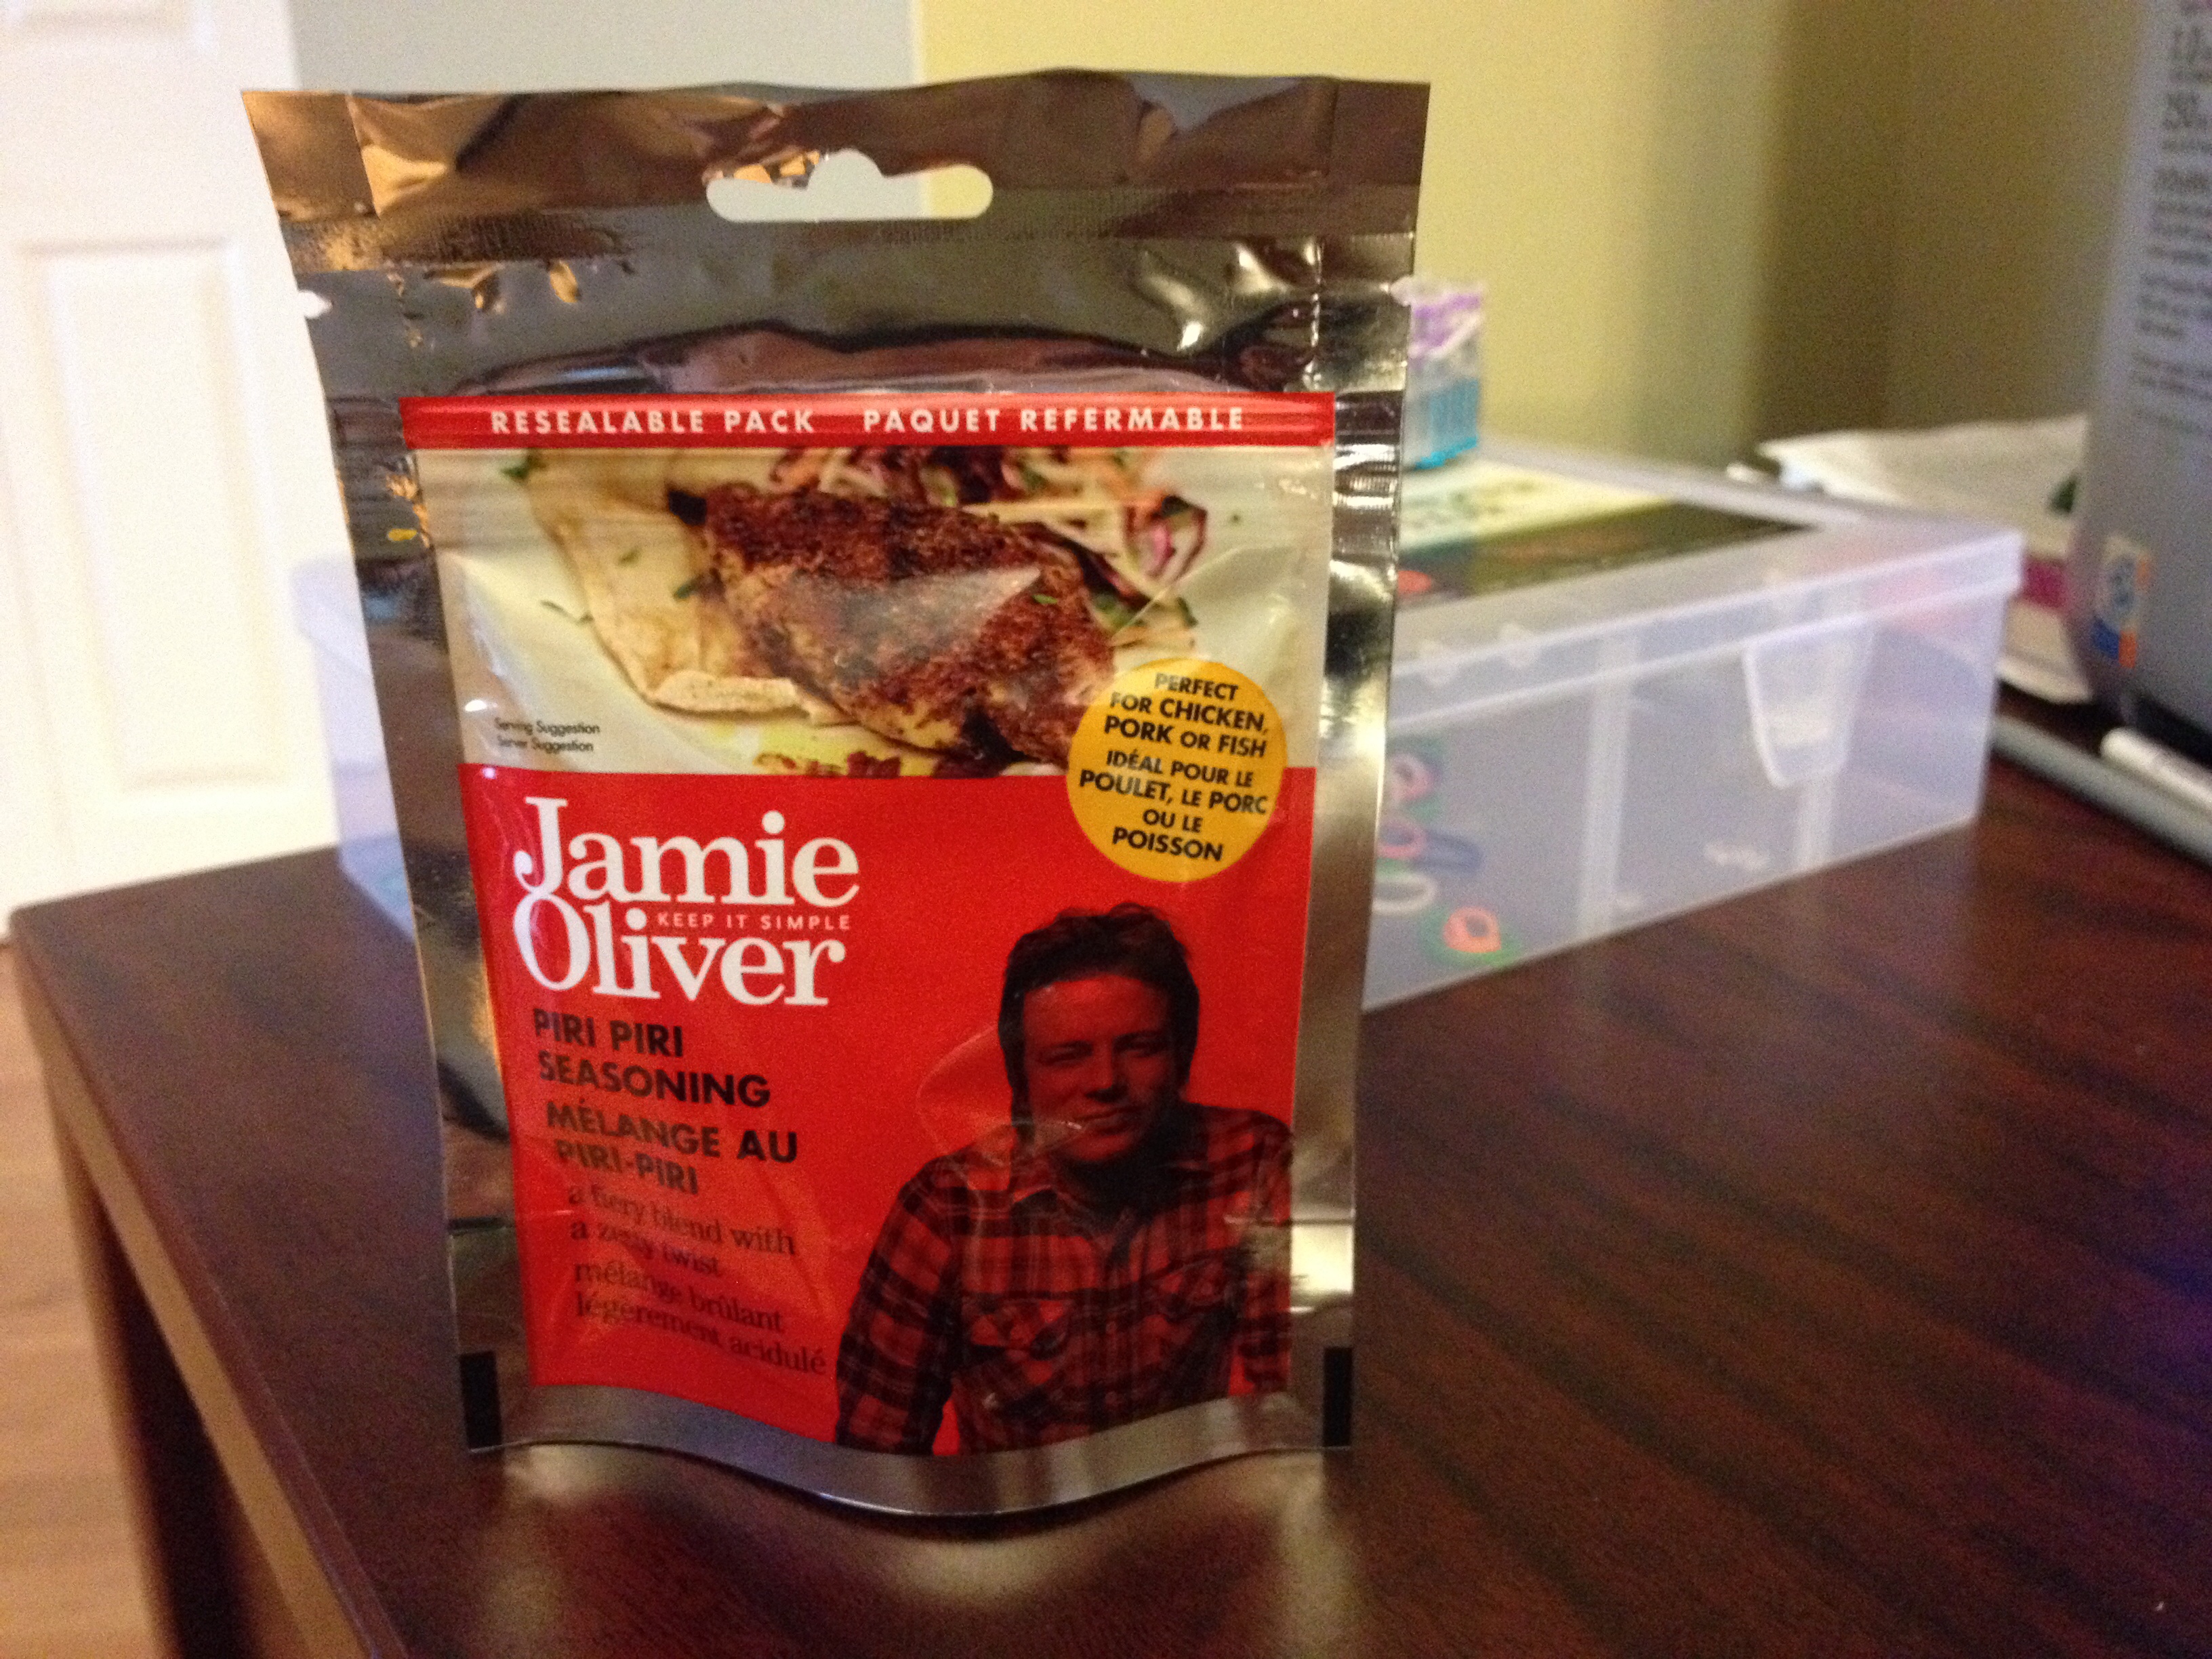 RESEALABLE PACK PAQUET REFERMABLE
Serving Suggestion
Server Suggestion
PERFECT
FOR CHICKEN,
PORK OR FISH
IDÉAL POUR LE
POULET, LE PORC
OU LE
POISSON
Jamie
KEEP IT SIMPLE
Oliver
PIRI PIRI
SEASONING
MÉLANGE AU
PIRI-PIRI
a fiery blend with
a zesty twist
mélange brûlant
légèrement acidulé